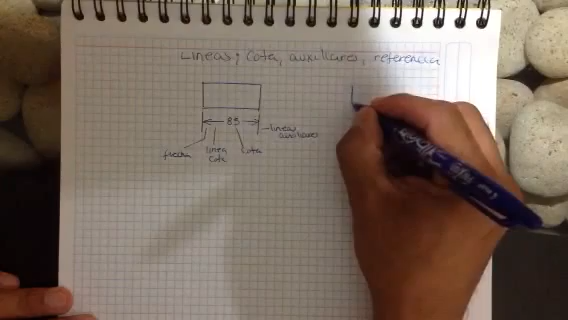 Lineas; Cota, auxiliares, referencia
85
lineas
auxiliares
flecha
linea
cota
cota